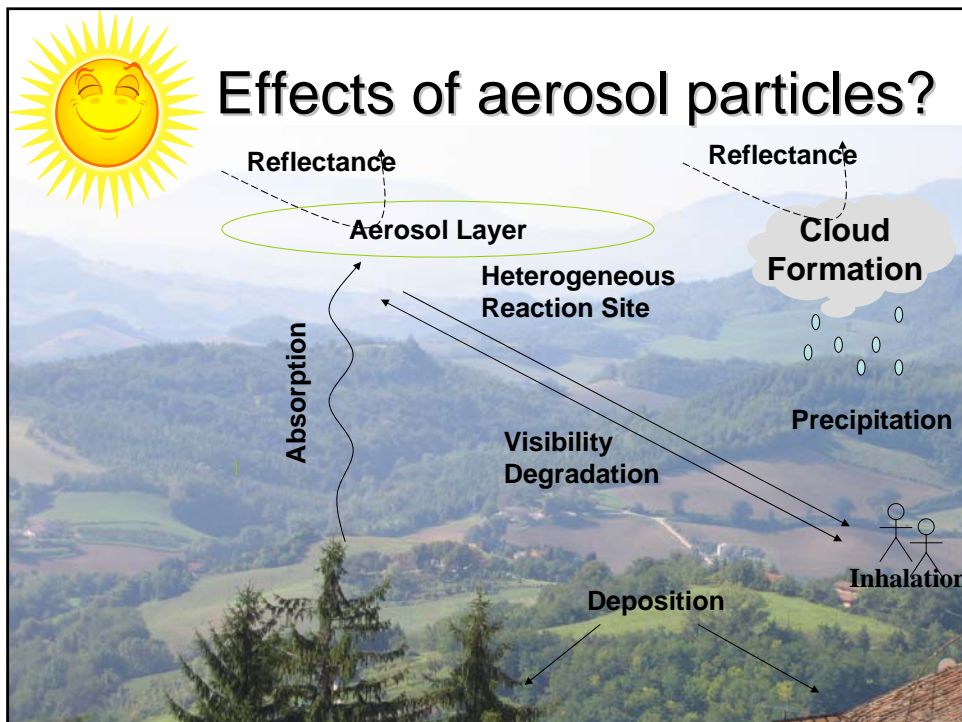 Effects of aerosol particles?
Reflectance
Reflectance
Aerosol Layer
Cloud
Formation
Heterogeneous
Reaction Site
Absorption
Precipitation
Visibility
Degradation
Inhalation
Deposition